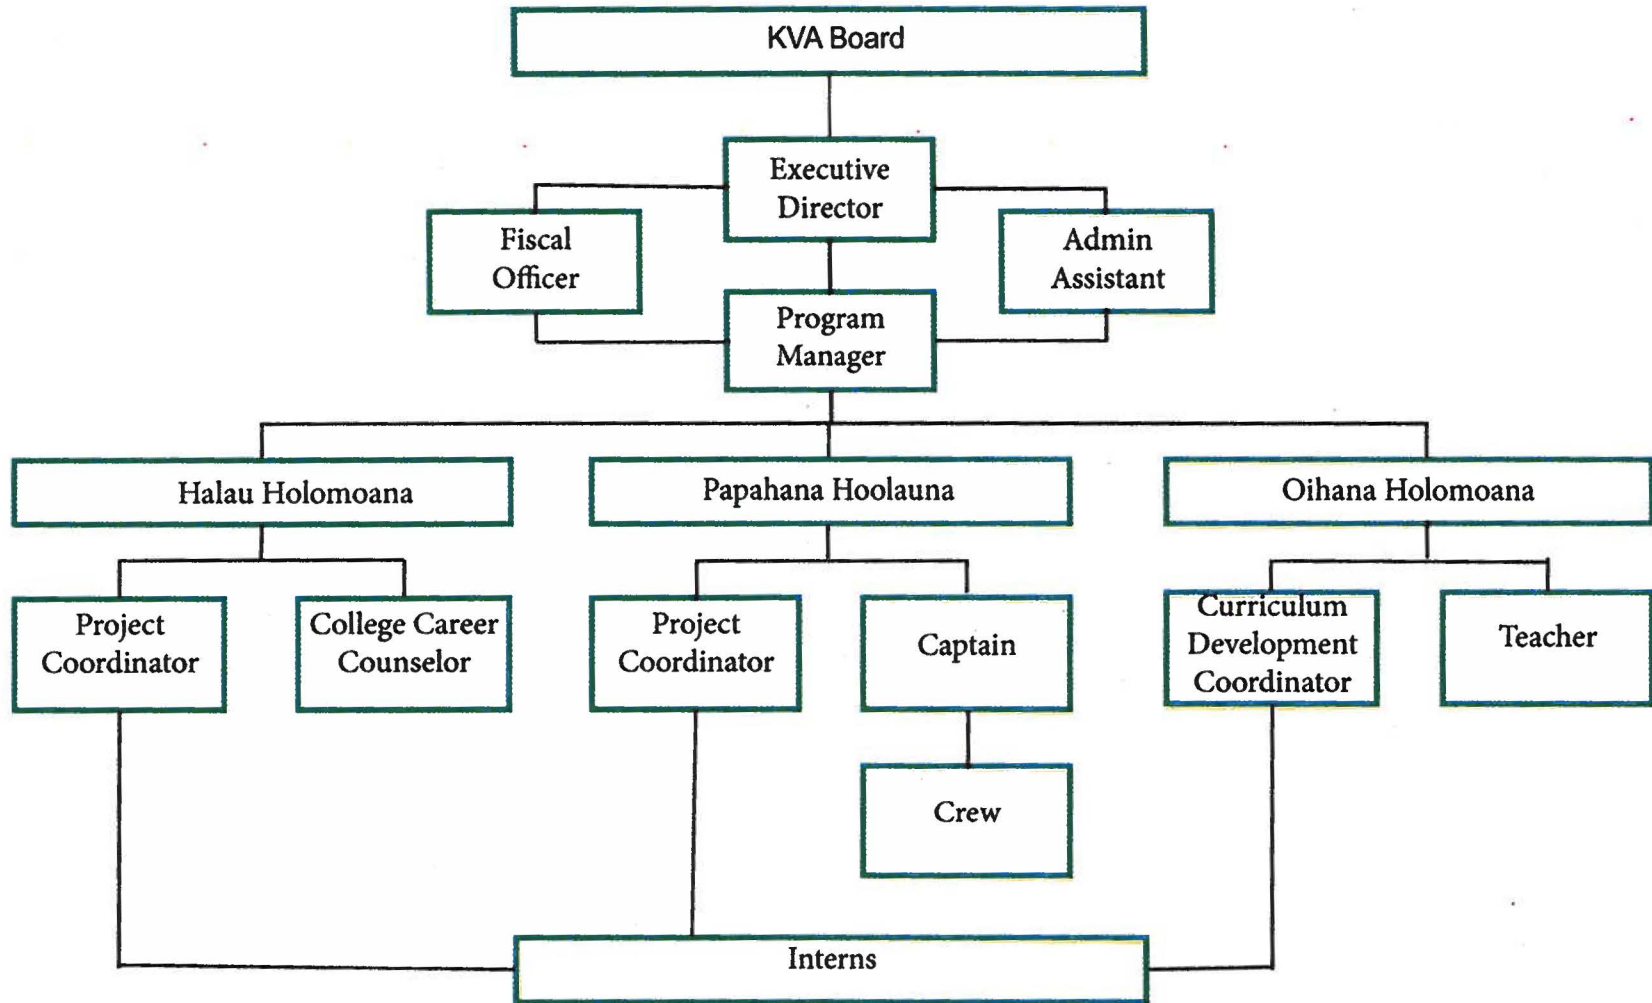 KVA Board
Executive
Director
Fiscal
Officer
Admin
Assistant
Program
Manager
Halau Holomoana
Papahana Hoolauna
Oihana Holomoana
Project
Coordinator
College Career
Counselor
Project
Coordinator
Captain
Curriculum
Development
Coordinator
Teacher
Crew
Interns